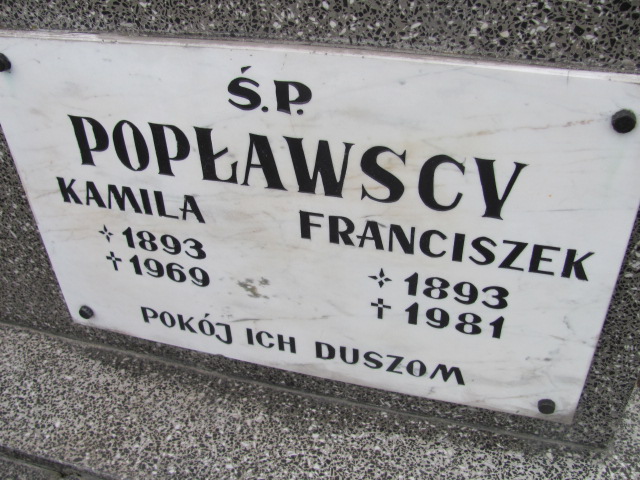 Ś.P.
POPŁAWSCY
KAMILA
✢ 1893
✝ 1969
FRANCISZEK
✢ 1893
✝ 1981
POKÓJ ICH DUSZOM